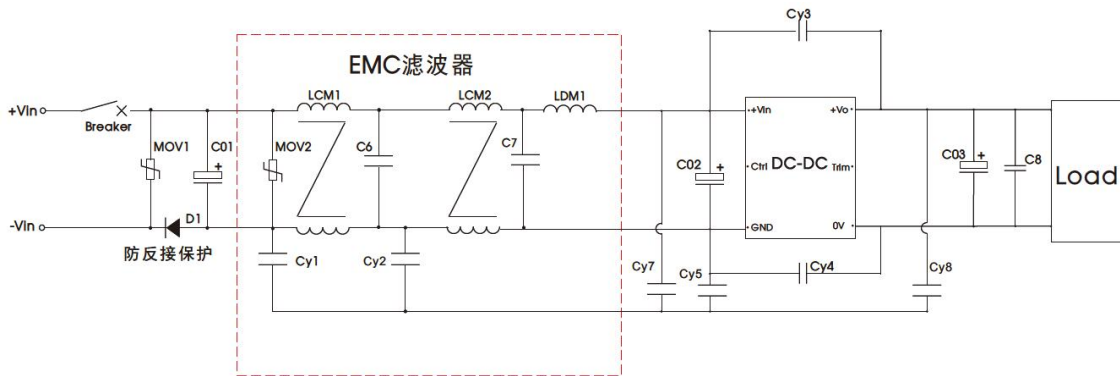 Cy3
EMC滤波器
LCM1
LCM2
LDM1
+Vin
Breaker
+Vin
+Vo
MOV1
C01
+
MOV2
C6
C7
C02
+
Ctrl
DC-DC
Trim
C03
+
C8
Load
-Vin
D1
GND
0V
防反接保护
Cy1
Cy2
Cy7
Cy5
Cy4
Cy8